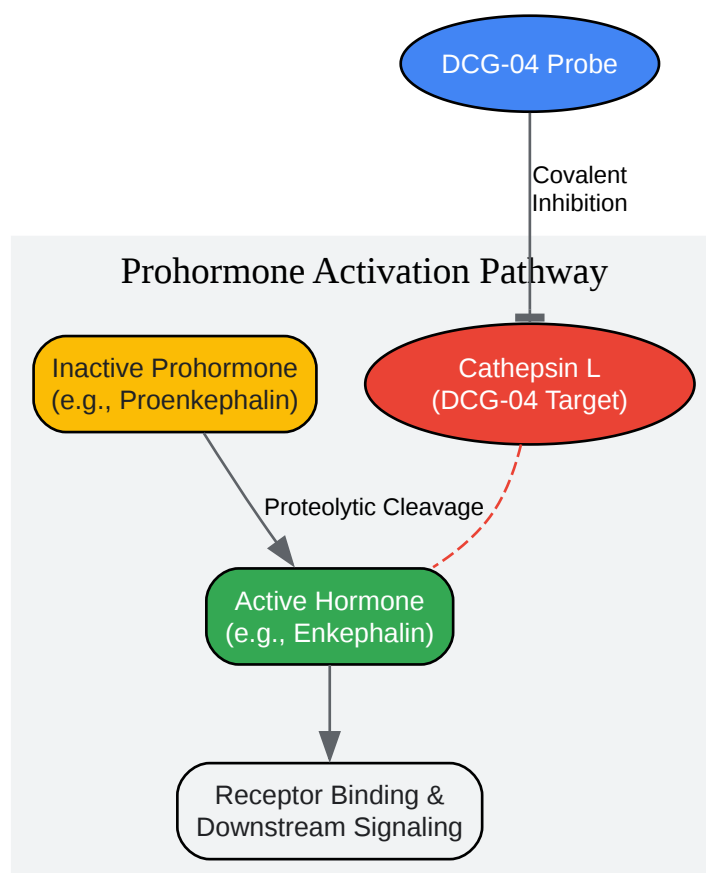 DCG-04 Probe
Covalent
Inhibition
Prohormone Activation Pathway
Inactive Prohormone
(e.g., Proenkephalin)
Cathepsin L
(DCG-04 Target)
Proteolytic Cleavage
Active Hormone
(e.g., Enkephalin)
Receptor Binding &
Downstream Signaling